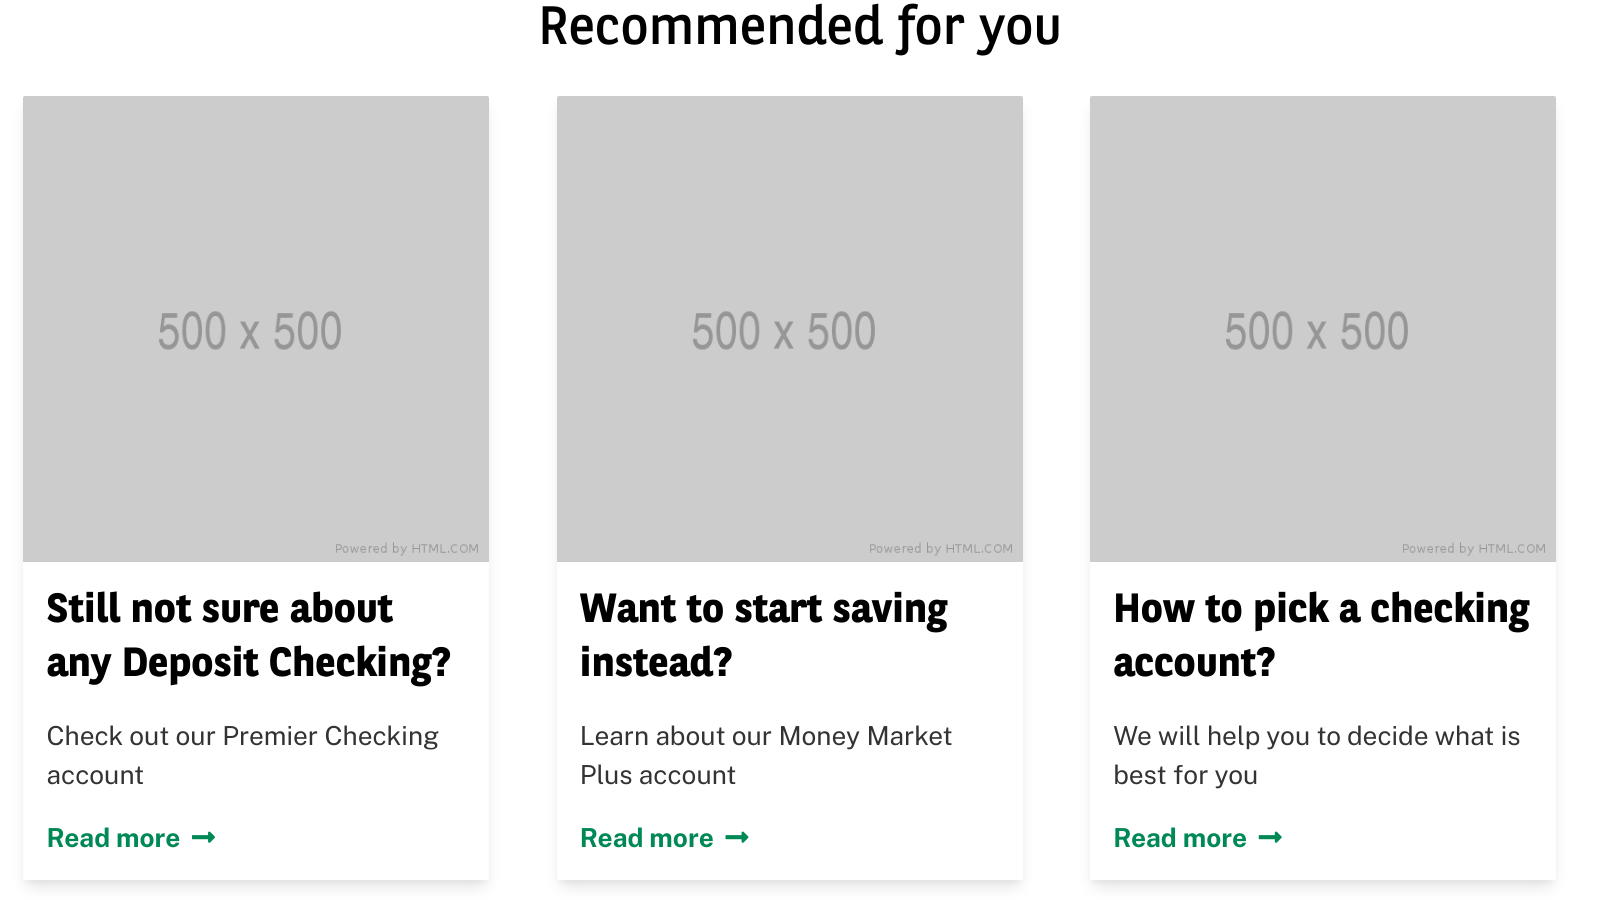 Recommended for you
500 x 500
Powered by HTML.COM
Still not sure about
any Deposit Checking?
Check out our Premier Checking
account
Read more
500 x 500
Powered by HTML.COM
Want to start saving
instead?
Learn about our Money Market
Plus account
Read more
500 x 500
Powered by HTML.COM
How to pick a checking
account?
We will help you to decide what is
best for you
Read more